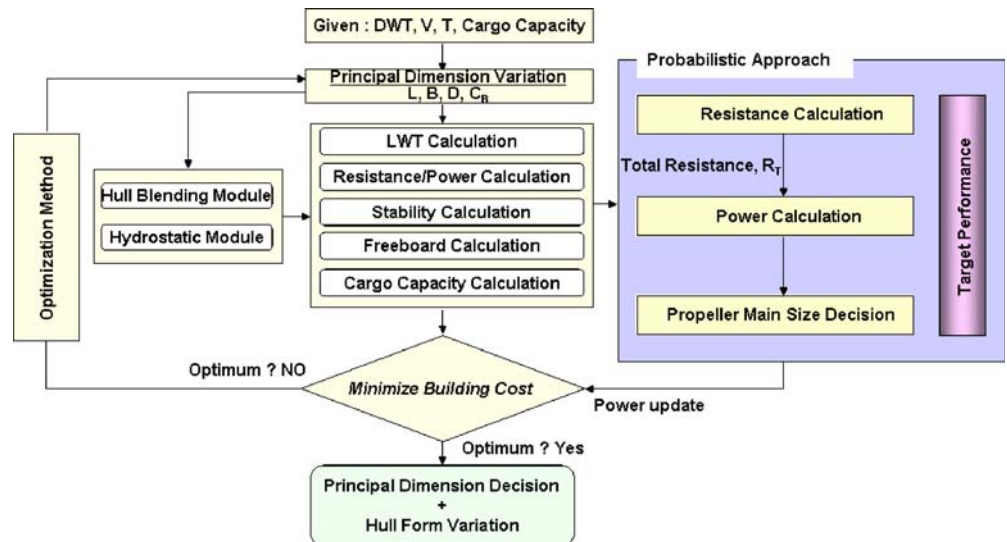 Given : DWT, V, T, Cargo Capacity
Principal Dimension Variation
L, B, D, C_B
Optimization Method
Hull Blending Module
Hydrostatic Module
LWT Calculation
Resistance/Power Calculation
Stability Calculation
Freeboard Calculation
Cargo Capacity Calculation
Probabilistic Approach
Resistance Calculation
Total Resistance, R_T
Power Calculation
Propeller Main Size Decision
Target Performance
Optimum ? NO
Minimize Building Cost
Power update
Optimum ? Yes
Principal Dimension Decision
+
Hull Form Variation